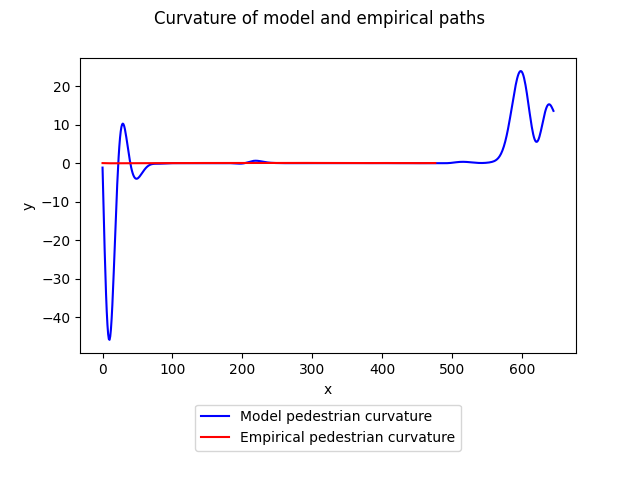 Curvature of model and empirical paths
20
10
0
−10
−20
−30
−40
y
0 100 200 300 400 500 600
x
Model pedestrian curvature
Empirical pedestrian curvature